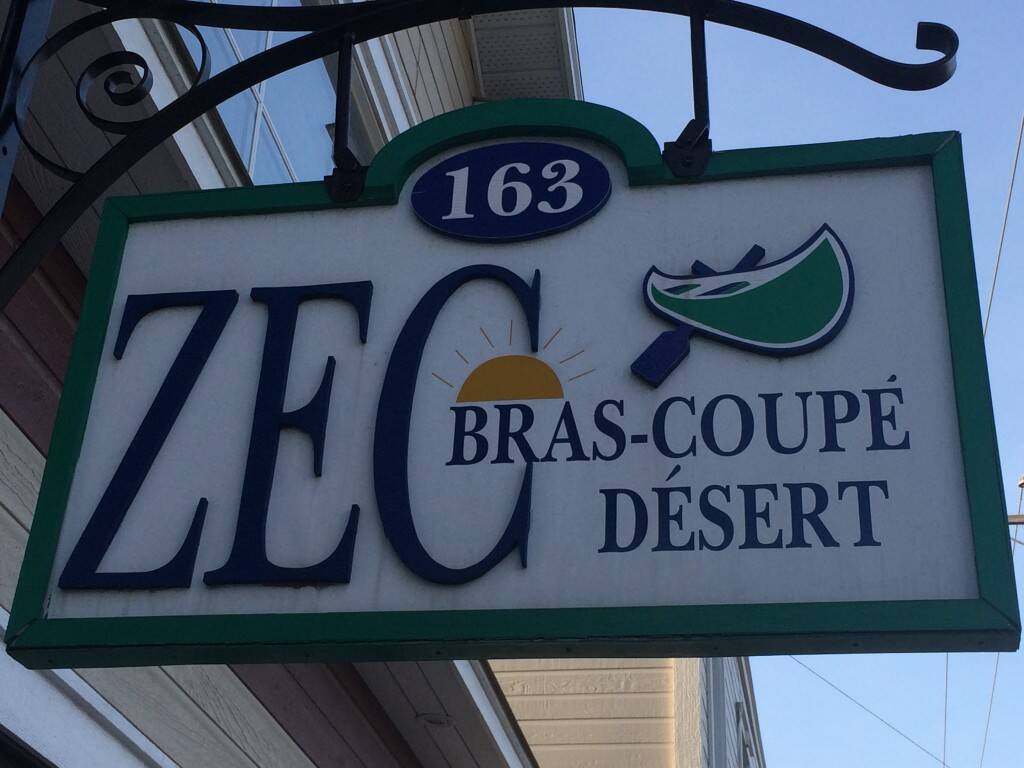 163
ZEC
BRAS-COUPÉ
DÉSERT